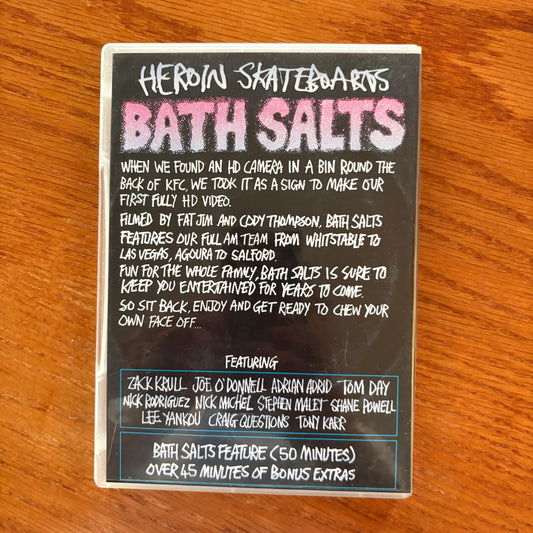 HEROIN SKATEBOARDS
BATH SALTS
WHEN WE FOUND AN HD CAMERA IN A BIN ROUND THE
BACK OF KFC, WE TOOK IT AS A SIGN TO MAKE OUR
FIRST FULLY HD VIDEO.
FILMED BY FAT JIM AND CODY THOMPSON, BATH SALTS
FEATURES OUR FULL AM TEAM FROM WHITSTABLE TO
LAS VEGAS, AGOURA TO SALFORD.
FUN FOR THE WHOLE FAMILY, BATH SALTS IS SURE TO
KEEP YOU ENTERTAINED FOR YEARS TO COME.
SO SIT BACK, ENJOY AND GET READY TO CHEW YOUR
OWN FACE OFF...
FEATURING
ZACK KRULL JOE O'DONNELL ADRIAN ADRID TOM DAY
NICK RODRIGUEZ NICK MICHEL STEPHEN MALET SHANE POWELL
LEE YANKOU CRAIG QUESTIONS TONY KARR
BATH SALTS FEATURE (50 MINUTES)
OVER 45 MINUTES OF BONUS EXTRAS